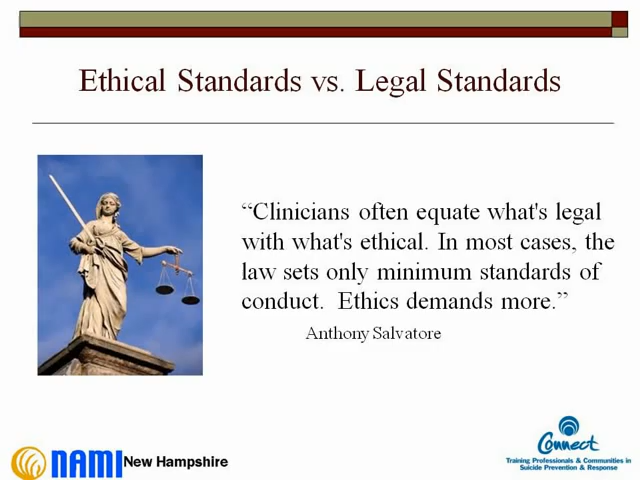 Ethical Standards vs. Legal Standards
“Clinicians often equate what's legal
with what's ethical. In most cases, the
law sets only minimum standards of
conduct.  Ethics demands more.”
Anthony Salvatore
NAMI New Hampshire
Connect
Training Professionals & Communities in
Suicide Prevention & Response